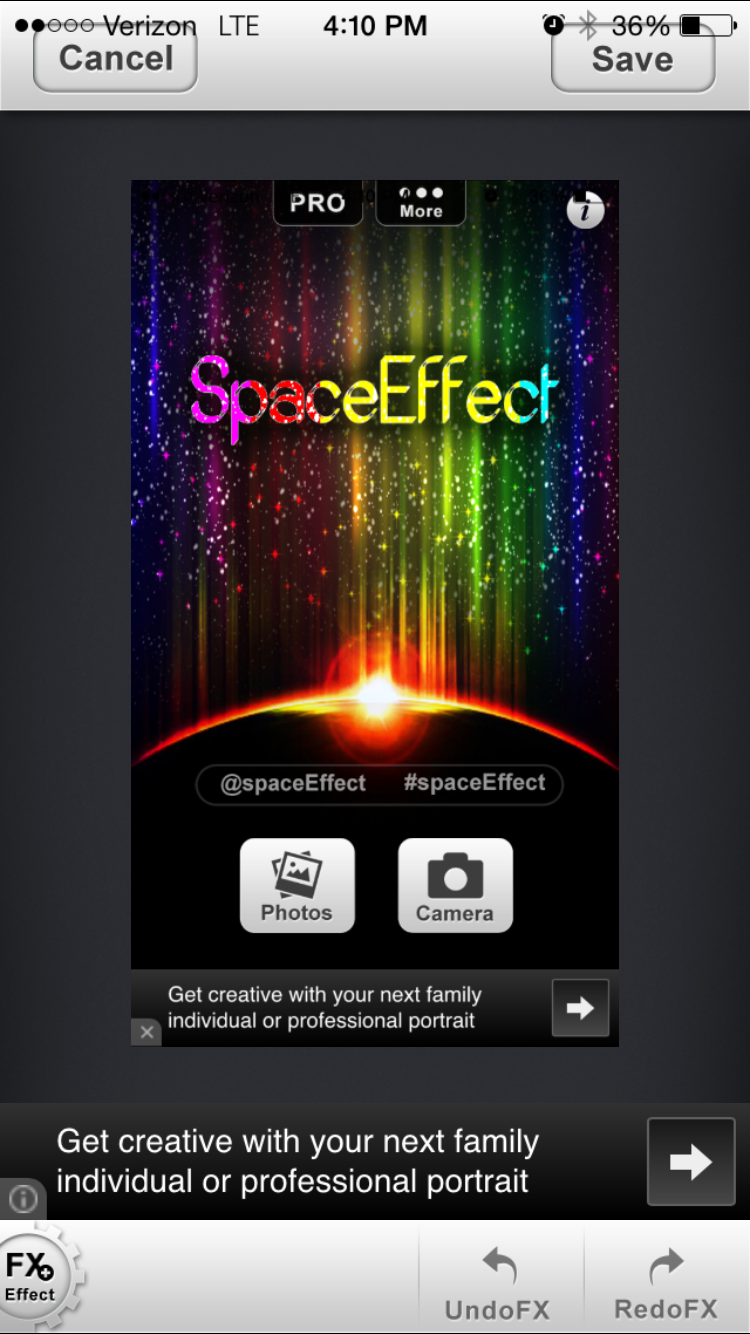 Verizon LTE 4:10 PM 36%
Cancel Save
PRO More
SpaceEffect
@spaceEffect #spaceEffect
Photos Camera
Get creative with your next family
individual or professional portrait
Get creative with your next family
individual or professional portrait
FX
Effect UndoFX RedoFX